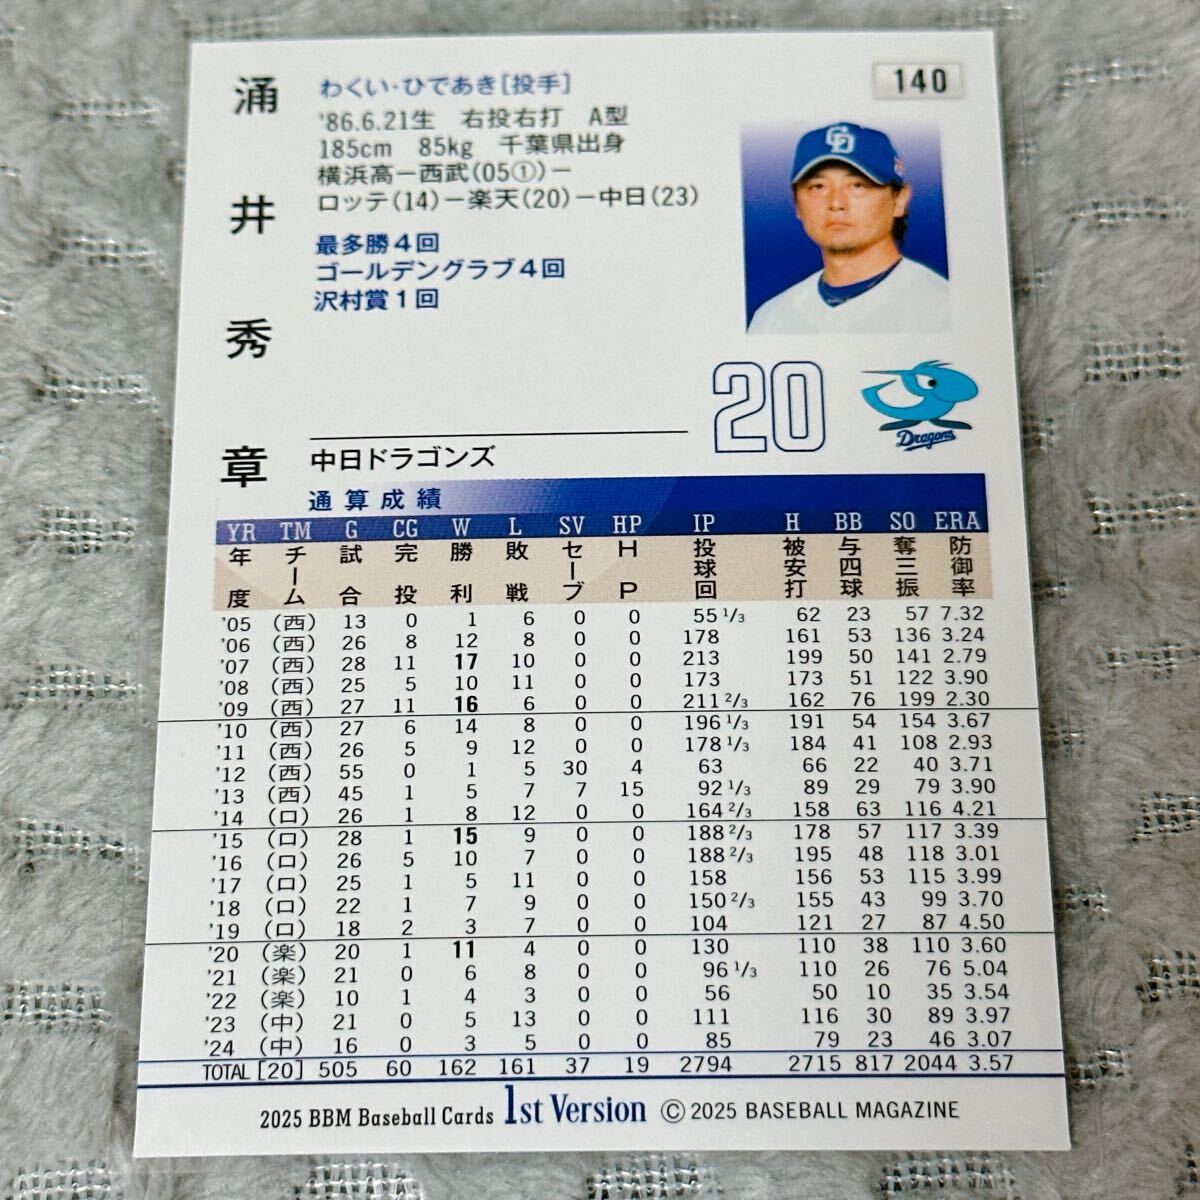 140
涌井秀章
わくい・ひであき[投手]
'86.6.21生 右投右打 A型
185cm 85kg 千葉県出身
横浜高ー西武(05①)ー
ロッテ(14)ー楽天(20)ー中日(23)
最多勝4回
ゴールデングラブ4回
沢村賞1回
CD
20
Dragons
中日ドラゴンズ
通算成績
YR TM G CG W L SV HP IP H BB SO ERA
年度 チーム 試合 完投 勝利 敗戦 セーブ HP 投球回 被安打 与四球 奪三振 防御率
'05 (西) 13 0 1 6 0 0 55 1/3 62 23 57 7.32
'06 (西) 26 8 12 8 0 0 178 161 53 136 3.24
'07 (西) 28 11 17 10 0 0 213 199 50 141 2.79
'08 (西) 25 5 10 11 0 0 173 173 51 122 3.90
'09 (西) 27 11 16 6 0 0 211 2/3 162 76 199 2.30
'10 (西) 27 6 14 8 0 0 196 1/3 191 54 154 3.67
'11 (西) 26 5 9 12 0 0 178 1/3 184 41 108 2.93
'12 (西) 55 0 1 5 30 4 63 66 22 40 3.71
'13 (西) 45 1 5 7 7 15 92 1/3 89 29 79 3.90
'14 (ロ) 26 1 8 12 0 0 164 2/3 158 63 116 4.21
'15 (ロ) 28 1 15 9 0 0 188 2/3 178 57 117 3.39
'16 (ロ) 26 5 10 7 0 0 188 2/3 195 48 118 3.01
'17 (ロ) 25 1 5 11 0 0 158 156 53 115 3.99
'18 (ロ) 22 1 7 9 0 0 150 2/3 155 43 99 3.70
'19 (ロ) 18 2 3 7 0 0 104 121 27 87 4.50
'20 (楽) 20 1 11 4 0 0 130 110 38 110 3.60
'21 (楽) 21 0 6 8 0 0 96 1/3 110 26 76 5.04
'22 (楽) 10 1 4 3 0 0 56 50 10 35 3.54
'23 (中) 21 0 5 13 0 0 111 116 30 89 3.97
'24 (中) 16 0 3 5 0 0 85 79 23 46 3.07
TOTAL [20] 505 60 162 161 37 19 2794 2715 817 2044 3.57
2025 BBM Baseball Cards 1st Version © 2025 BASEBALL MAGAZINE